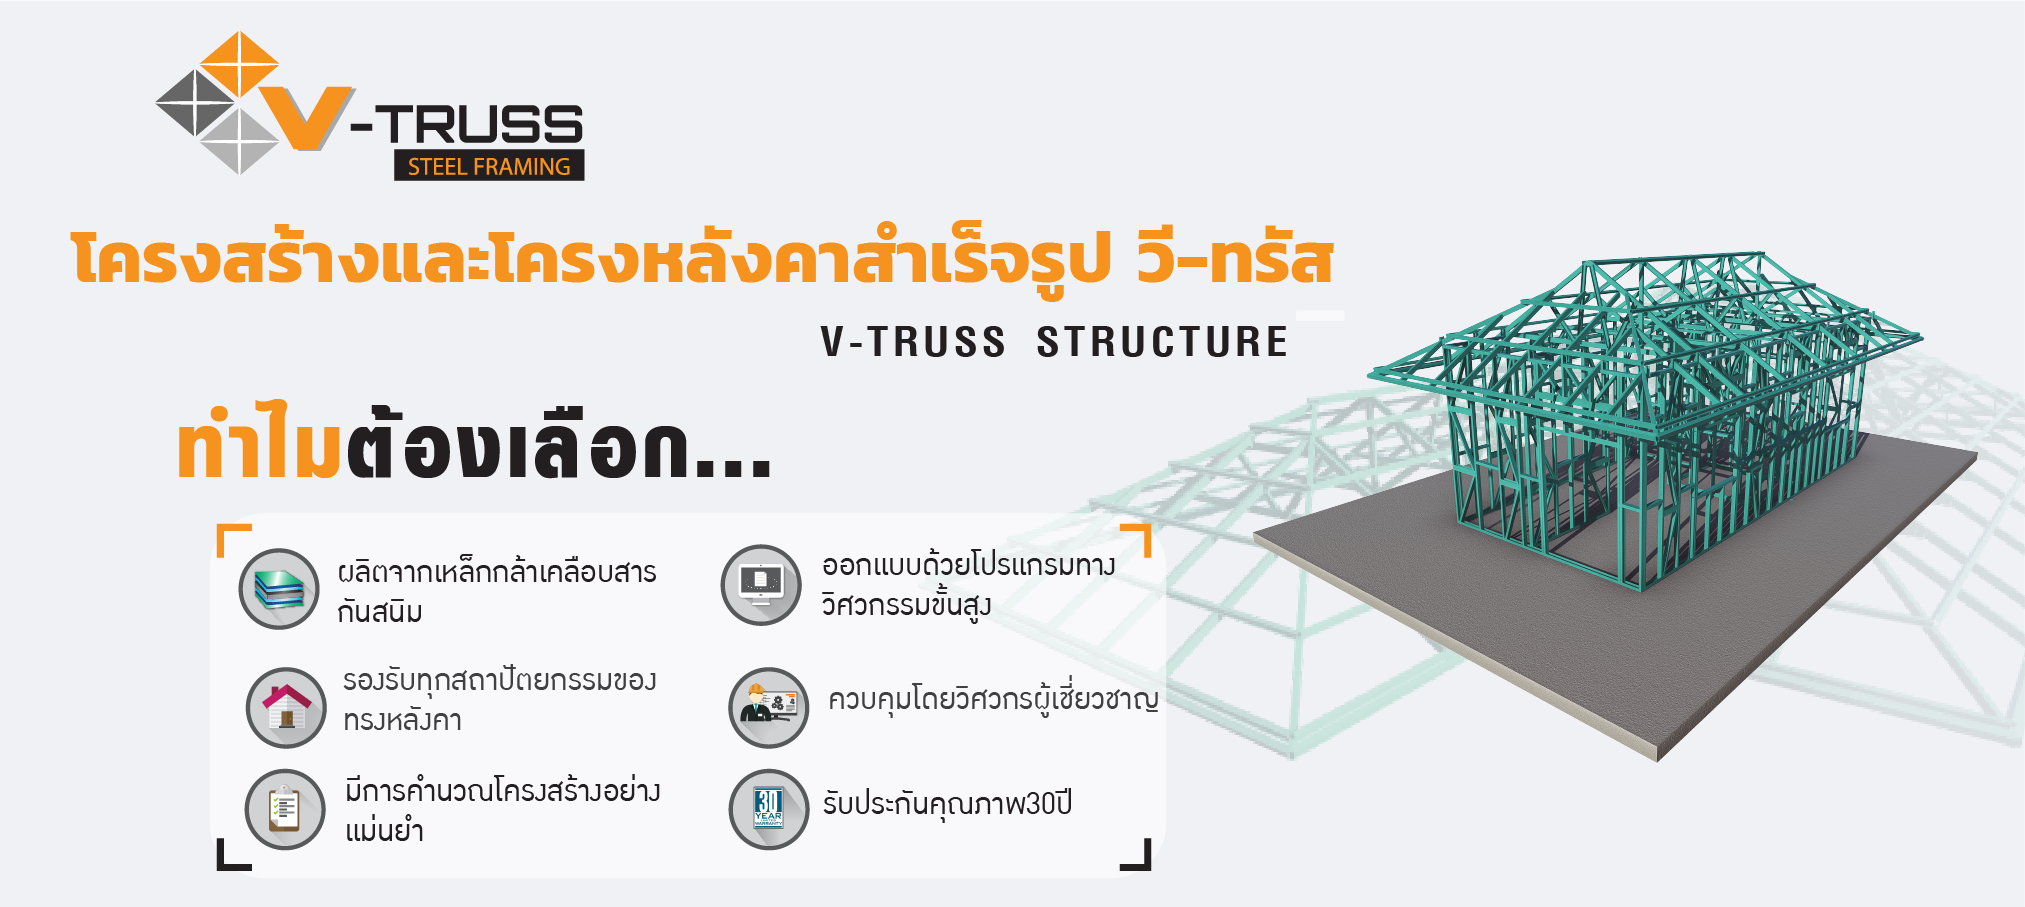 V-TRUSS
STEEL FRAMING
โครงสร้างและโครงหลังคาสำเร็จรูป วี-ทรัส
V-TRUSS STRUCTURE
ทำไมต้องเลือก...
ผลิตจากเหล็กกล้าเคลือบสาร
กันสนิม
รองรับทุกสถาปัตยกรรมของ
ทรงหลังคา
มีการคำนวณโครงสร้างอย่าง
แม่นยำ
ออกแบบด้วยโปรแกรมทาง
วิศวกรรมขั้นสูง
ควบคุมโดยวิศวกรผู้เชี่ยวชาญ
30
YEAR
WARRANTY
รับประกันคุณภาพ30ปี